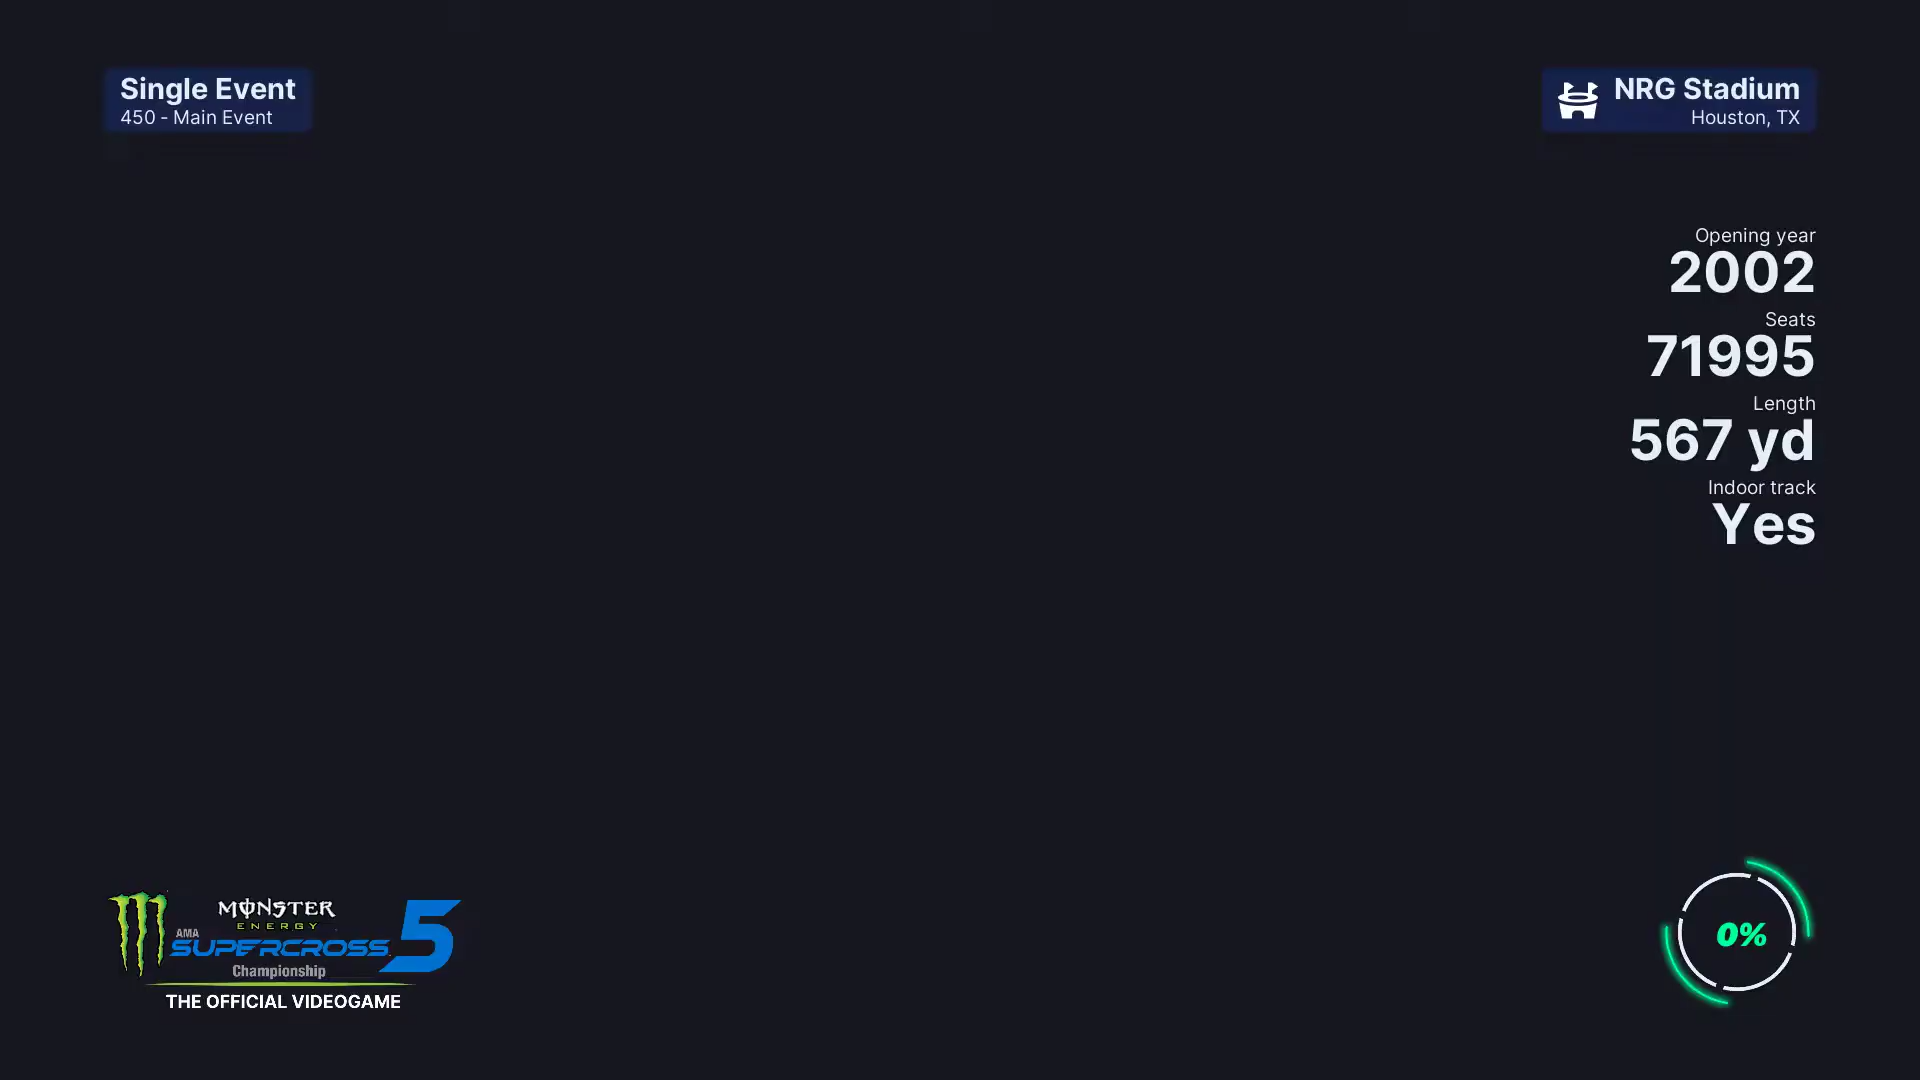 Single Event
450 - Main Event
NRG Stadium
Houston, TX
Opening year
2002
Seats
71995
Length
567 yd
Indoor track
Yes
MONSTER
ENERGY
AMA
SUPERCROSS 5
Championship
THE OFFICIAL VIDEOGAME
0%